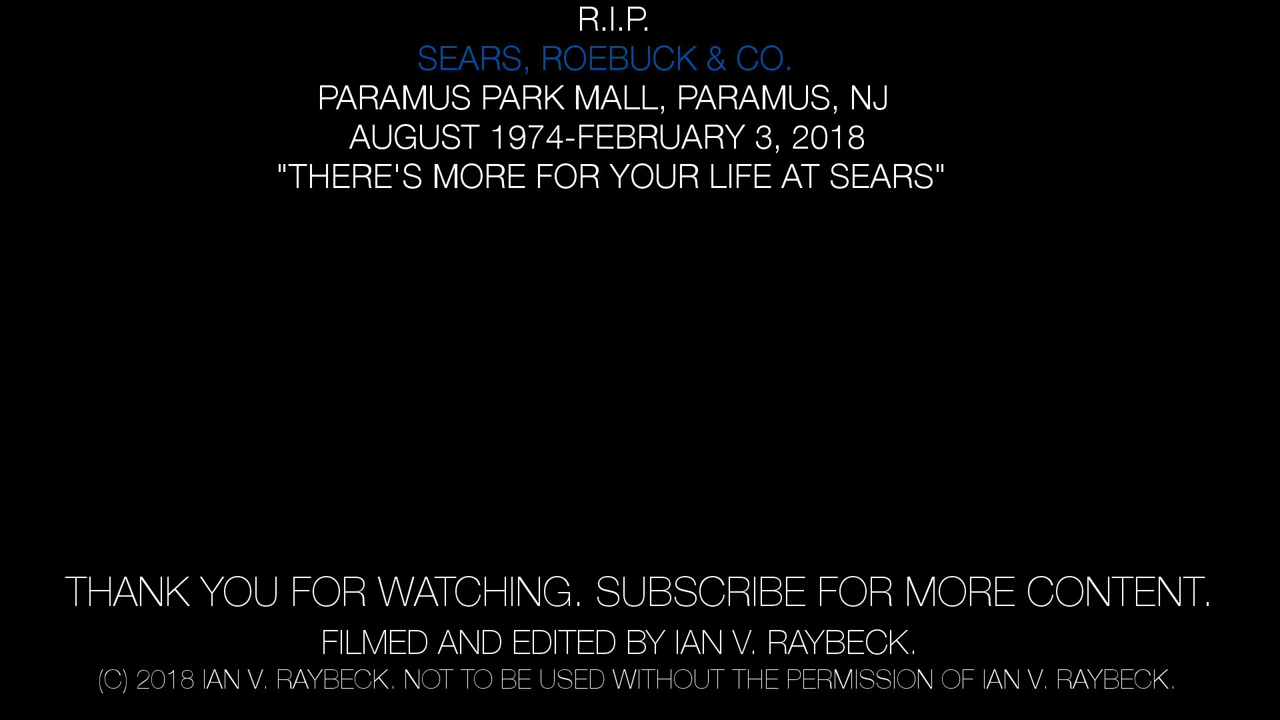 R.I.P.
SEARS, ROEBUCK & CO.
PARAMUS PARK MALL, PARAMUS, NJ
AUGUST 1974-FEBRUARY 3, 2018
"THERE'S MORE FOR YOUR LIFE AT SEARS"
THANK YOU FOR WATCHING. SUBSCRIBE FOR MORE CONTENT.
FILMED AND EDITED BY IAN V. RAYBECK.
(C) 2018 IAN V. RAYBECK. NOT TO BE USED WITHOUT THE PERMISSION OF IAN V. RAYBECK.